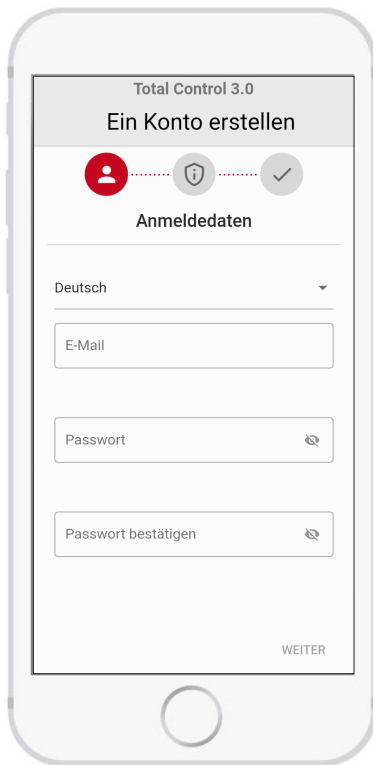 Total Control 3.0
Ein Konto erstellen
Anmeldedaten
Deutsch
E-Mail
Passwort
Passwort bestätigen
WEITER